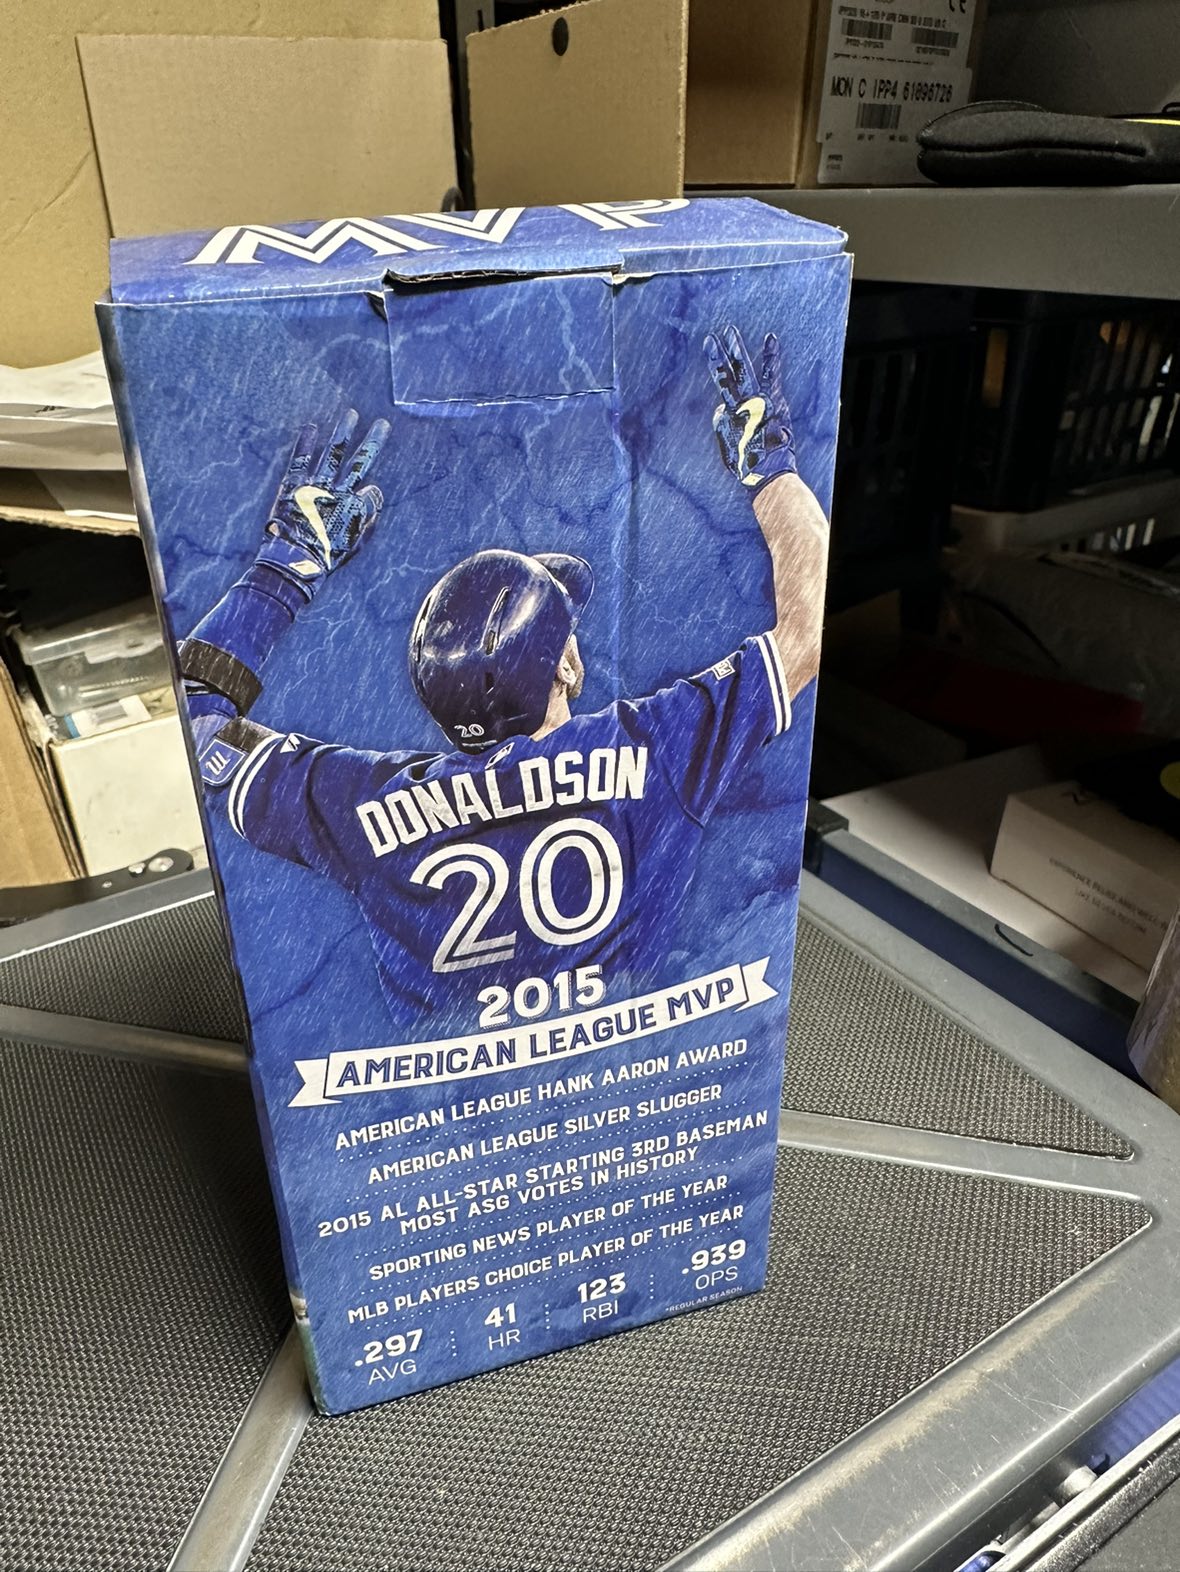 MON C IPP4 61096726
MVP
20
DONALDSON
20
2015
AMERICAN LEAGUE MVP
AMERICAN LEAGUE HANK AARON AWARD
AMERICAN LEAGUE SILVER SLUGGER
2015 AL ALL-STAR STARTING 3RD BASEMAN
MOST ASG VOTES IN HISTORY
SPORTING NEWS PLAYER OF THE YEAR
MLB PLAYERS CHOICE PLAYER OF THE YEAR
.297 41 123 .939
AVG HR RBI OPS
*REGULAR SEASON